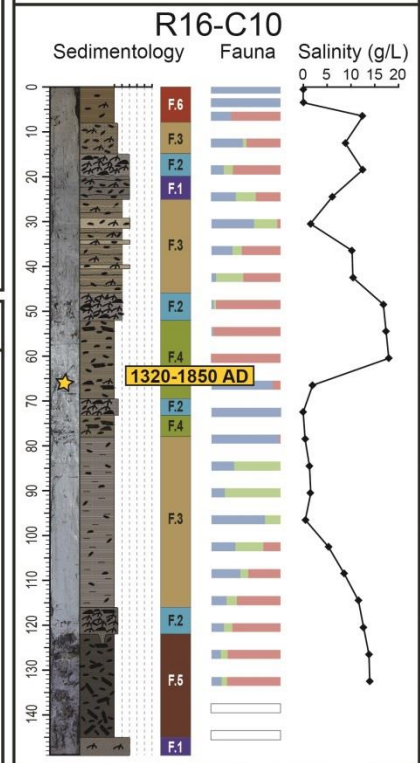 R16-C10
Sedimentology Fauna Salinity (g/L)
0 5 10 15 20
0
10
20
30
40
50
60
70
80
90
100
110
120
130
140
F.6
F.3
F.2
F.1
F.3
F.2
F.4
1320-1850 AD
F.2
F.4
F.3
F.2
F.5
F.1